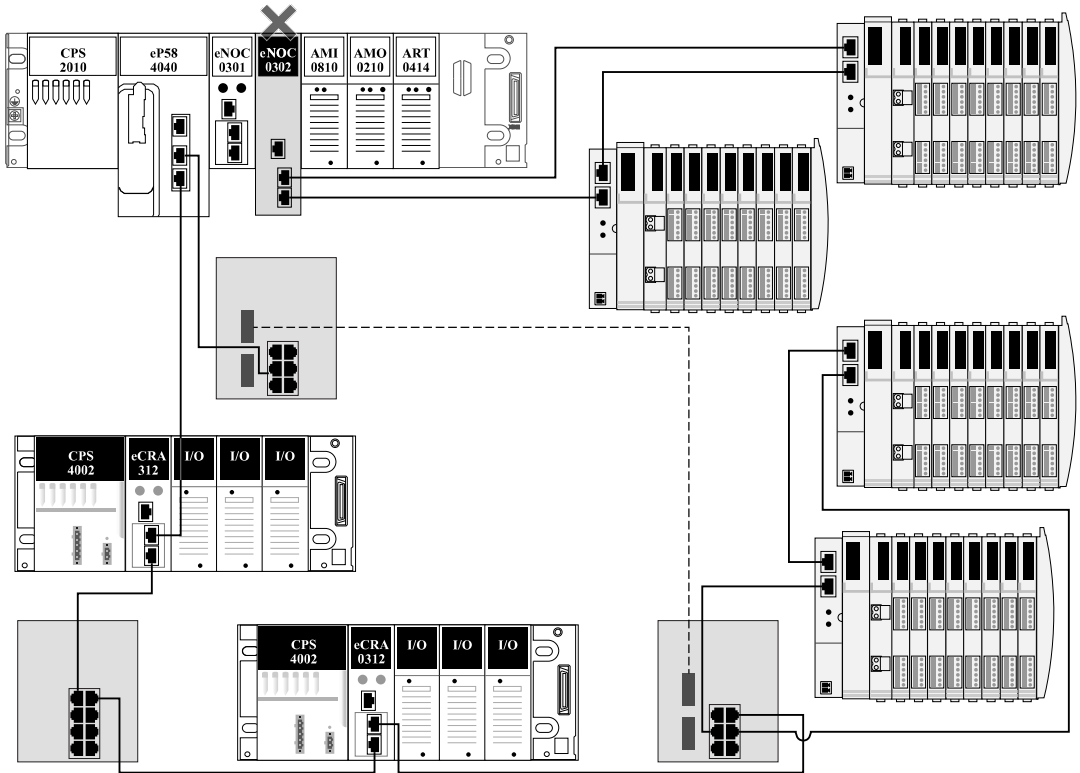 CPS
2010
eP58
4040
eNOC
0301
eNOC
0302
AMI
0810
AMO
0210
ART
0414
CPS
4002
eCRA
312
I/O
I/O
I/O
CPS
4002
eCRA
0312
I/O
I/O
I/O